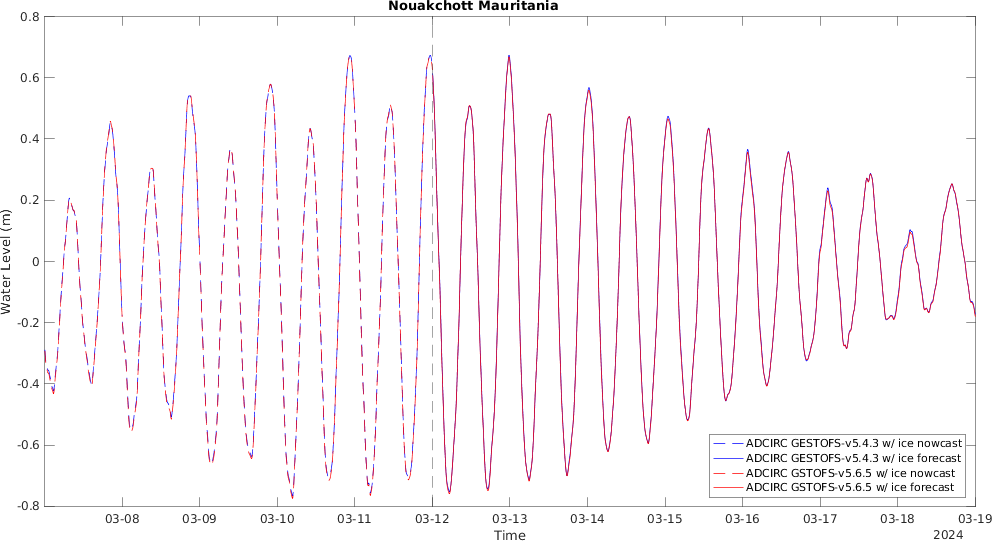 Nouakchott Mauritania
0.8
0.6
0.4
0.2
0
-0.2
-0.4
-0.6
-0.8
Water Level (m)
ADCIRC GESTOFS-v5.4.3 w/ ice nowcast
ADCIRC GESTOFS-v5.4.3 w/ ice forecast
ADCIRC GSTOFS-v5.6.5 w/ ice nowcast
ADCIRC GSTOFS-v5.6.5 w/ ice forecast
03-08 03-09 03-10 03-11 03-12 03-13 03-14 03-15 03-16 03-17 03-18 03-19
Time
2024